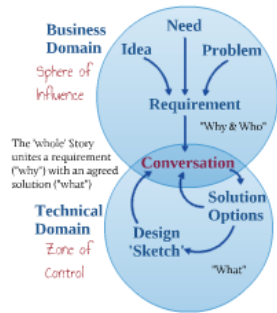 Business
Domain
Need
Idea
Problem
Sphere of
Influence
Requirement
"Why & Who"
The 'whole' Story
unites a requirement
("why") with an agreed
solution ("what")
Conversation
Technical
Domain
Solution
Options
Design
'Sketch'
Zone of
Control
"What"